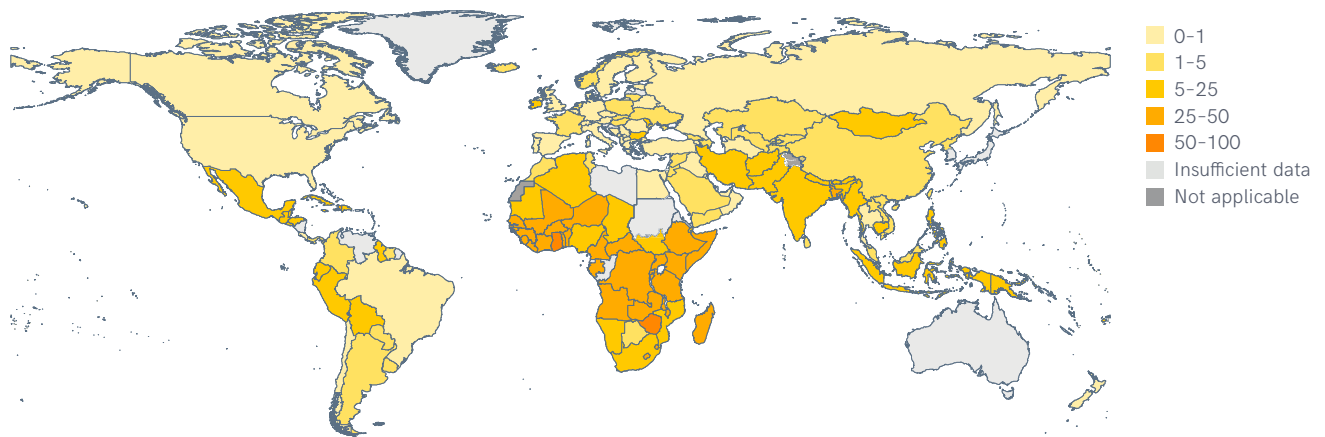 0-1
1-5
5-25
25-50
50-100
Insufficient data
Not applicable